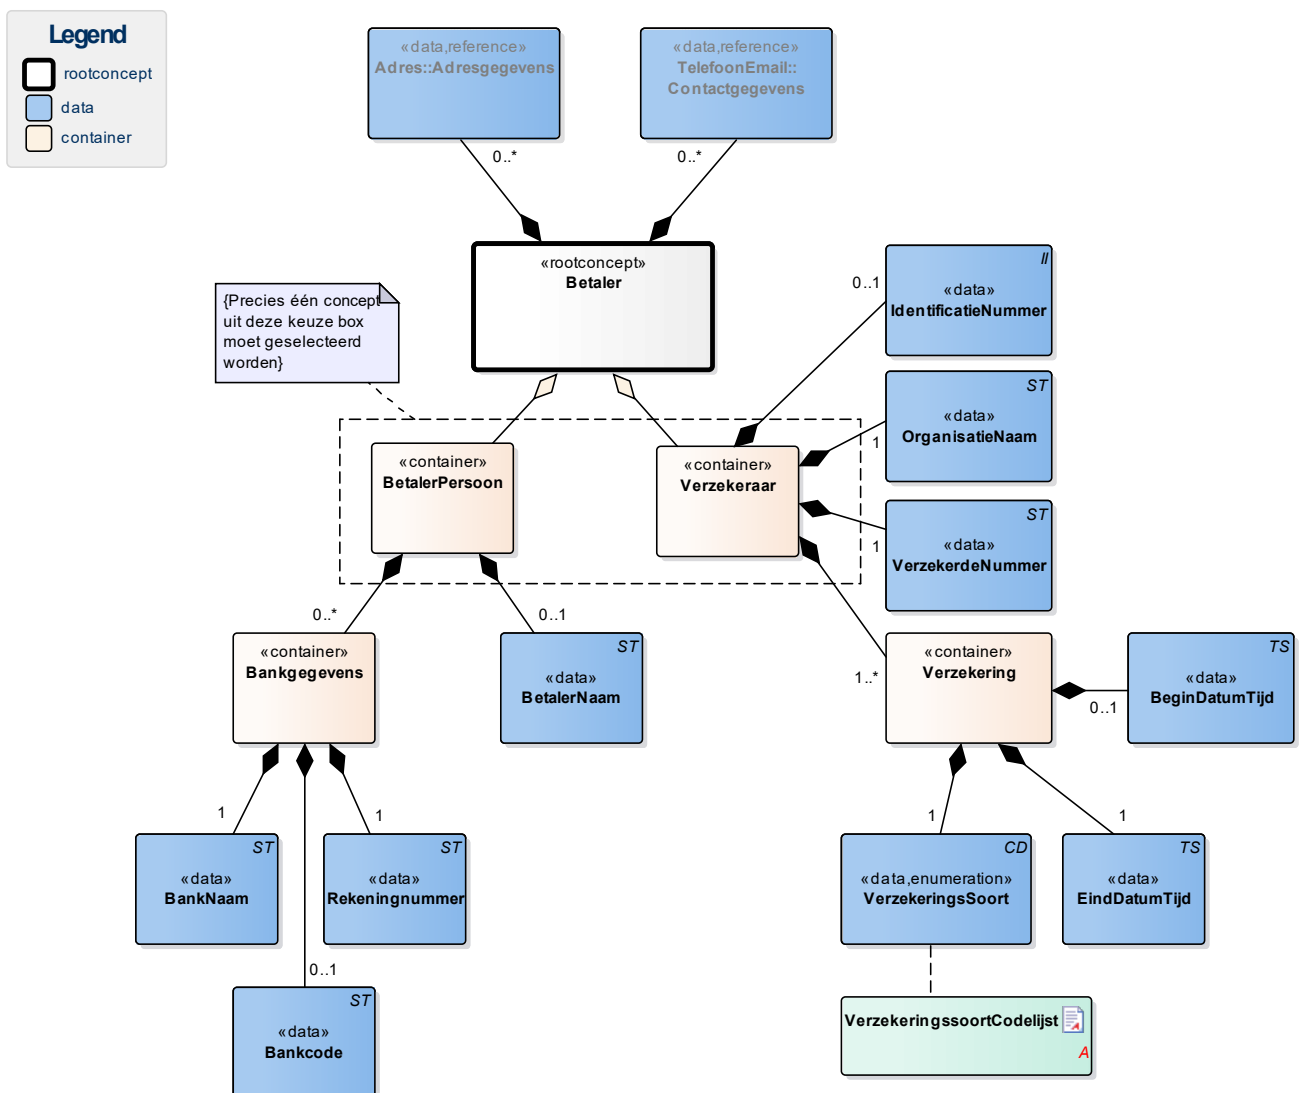 Legend
rootconcept
data
container
«data,reference»
Adres::Adresgegevens
«data,reference»
TelefoonEmail::
Contactgegevens
0..*
0..*
«rootconcept»
Betaler
{Precies één concept
uit deze keuze box
moet geselecteerd
worden}
II
«data»
IdentificatieNummer
0..1
ST
«data»
OrganisatieNaam
1
«container»
BetalerPersoon
«container»
Verzekeraar
ST
«data»
VerzekerdeNummer
1
0..*
0..1
1..*
«container»
Bankgegevens
ST
«data»
BetalerNaam
«container»
Verzekering
TS
«data»
BeginDatumTijd
0..1
1
1
1
1
ST
«data»
BankNaam
ST
«data»
Rekeningnummer
CD
«data,enumeration»
VerzekeringsSoort
TS
«data»
EindDatumTijd
0..1
ST
«data»
Bankcode
VerzekeringssoortCodelijst
A